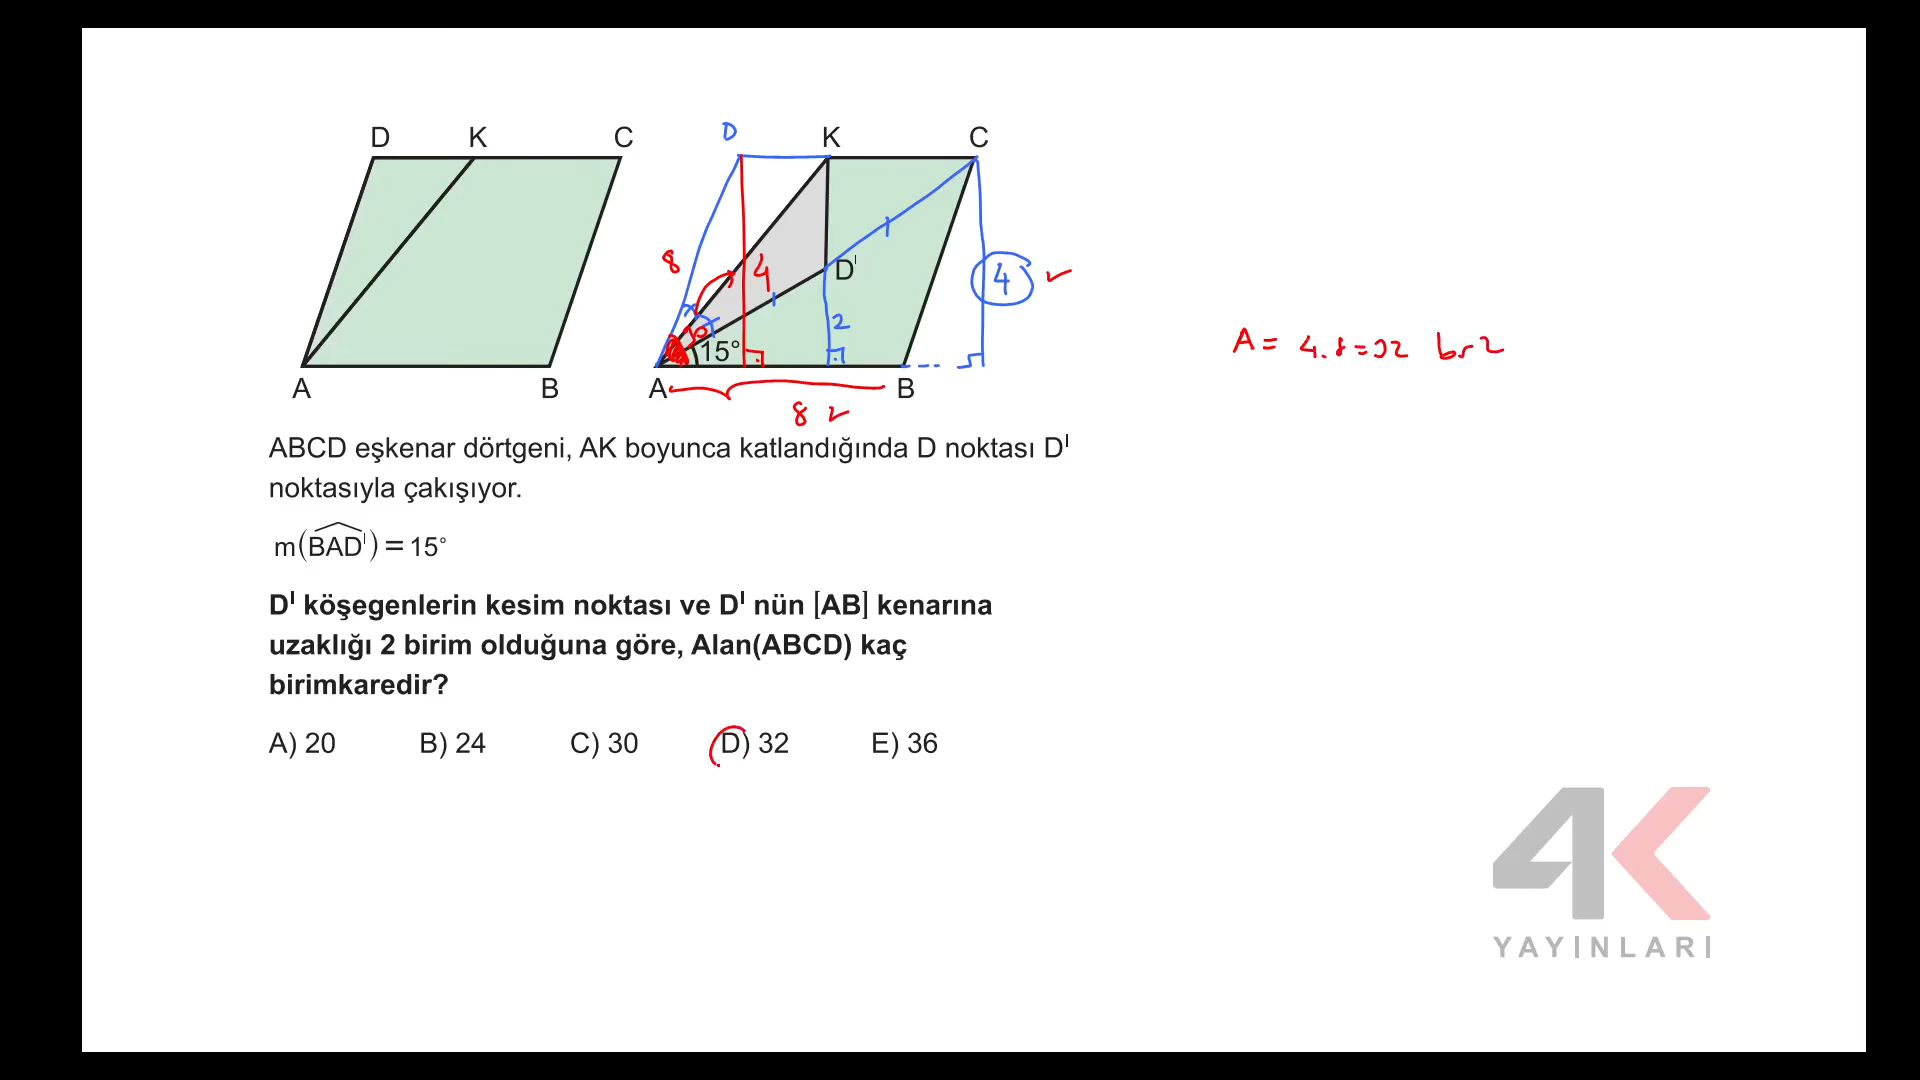 D K C
A B
D K C
8 4 D' 4
2
15°
A B
8
A = 4.8=32 br2
ABCD eşkenar dörtgeni, AK boyunca katlandığında D noktası D'
noktasıyla çakışıyor.
m(BAD') = 15°
D' köşegenlerin kesim noktası ve D' nün [AB] kenarına
uzaklığı 2 birim olduğuna göre, Alan(ABCD) kaç
birimkaredir?
A) 20 B) 24 C) 30 D) 32 E) 36
4K
YAYINLARI